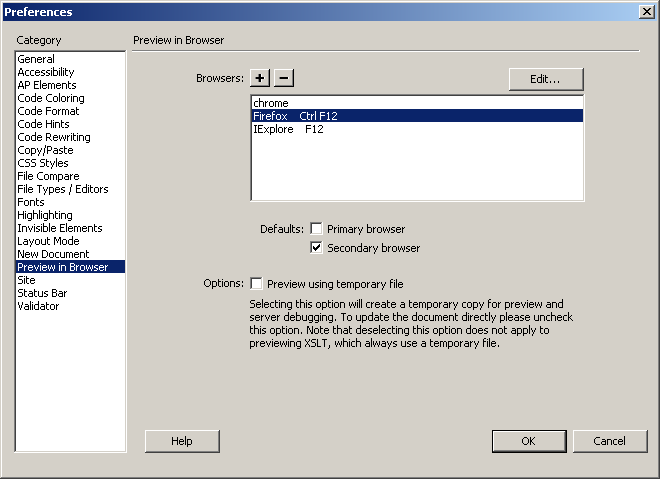 Preferences
Category
General
Accessibility
AP Elements
Code Coloring
Code Format
Code Hints
Code Rewriting
Copy/Paste
CSS Styles
File Compare
File Types / Editors
Fonts
Highlighting
Invisible Elements
Layout Mode
New Document
Preview in Browser
Site
Status Bar
Validator
Preview in Browser
Browsers: + − Edit...
chrome
Firefox Ctrl F12
IExplore F12
Defaults: Primary browser
Secondary browser
Options: Preview using temporary file
Selecting this option will create a temporary copy for preview and
server debugging. To update the document directly please uncheck
this option. Note that deselecting this option does not apply to
previewing XSLT, which always use a temporary file.
Help OK Cancel